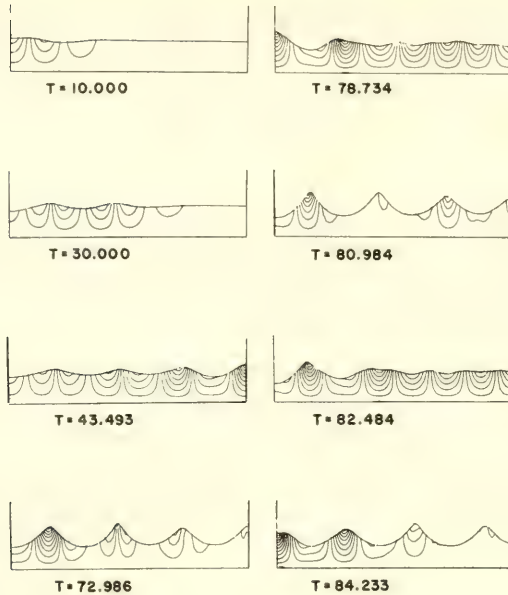 T = 10.000
T = 30.000
T = 43.493
T = 72.986
T = 78.734
T = 80.984
T = 82.484
T = 84.233